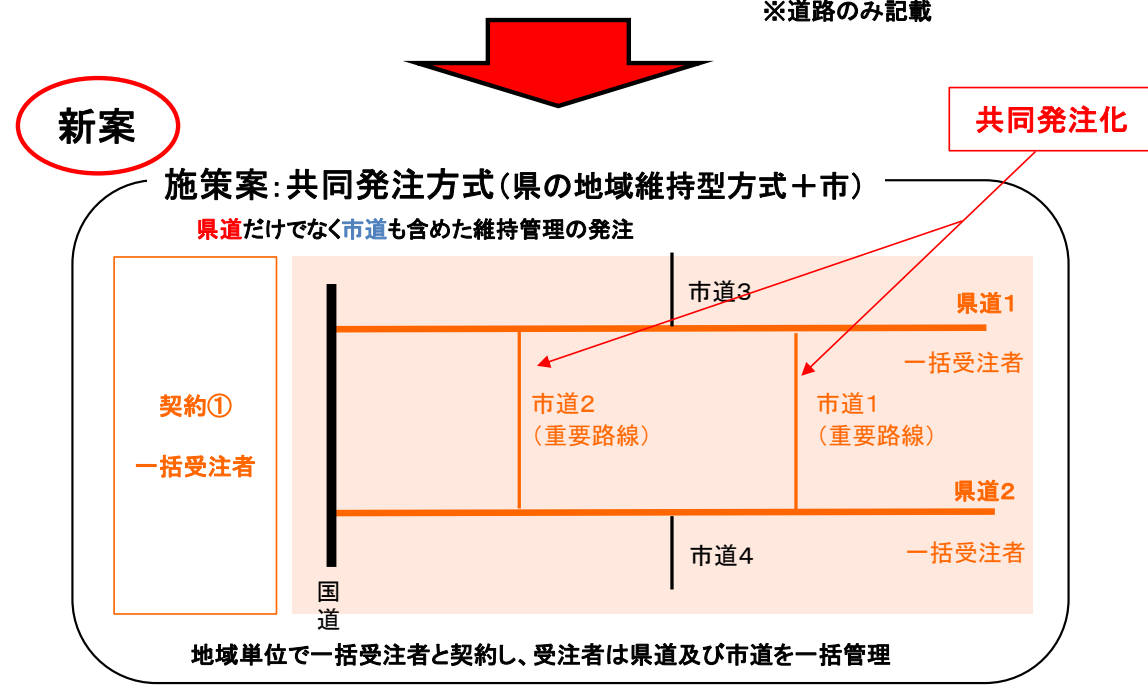 ※道路のみ記載
新案
共同発注化
施策案：共同発注方式（県の地域維持型方式＋市）
県道だけでなく市道も含めた維持管理の発注
市道３
県道１
一括受注者
契約①
一括受注者
市道２
（重要路線）
市道１
（重要路線）
県道２
一括受注者
市道４
国
道
地域単位で一括受注者と契約し、受注者は県道及び市道を一括管理